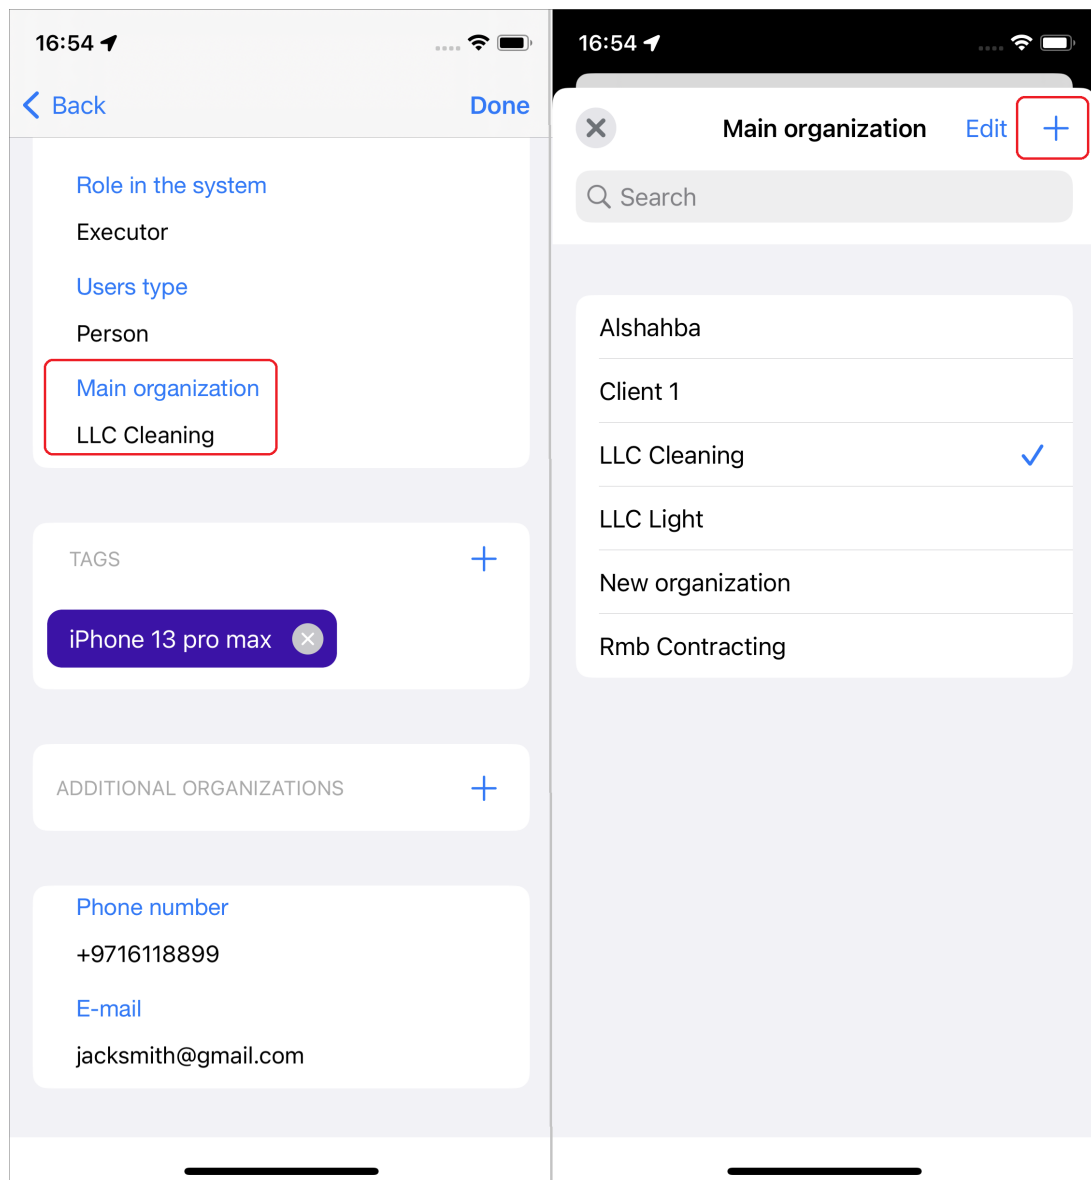 16:54
Back
Done
Role in the system
Executor
Users type
Person
Main organization
LLC Cleaning
TAGS
iPhone 13 pro max
ADDITIONAL ORGANIZATIONS
Phone number
+9716118899
E-mail
jacksmith@gmail.com
16:54
Main organization
Edit
Search
Alshahba
Client 1
LLC Cleaning
LLC Light
New organization
Rmb Contracting